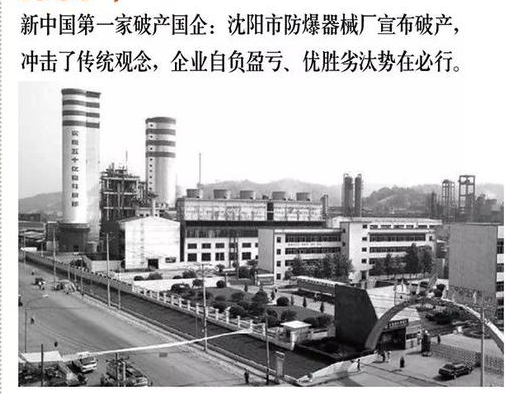 新中国第一家破产国企：沈阳市防爆器械厂宣布破产，
冲击了传统观念，企业自负盈亏、优胜劣汰势在必行。